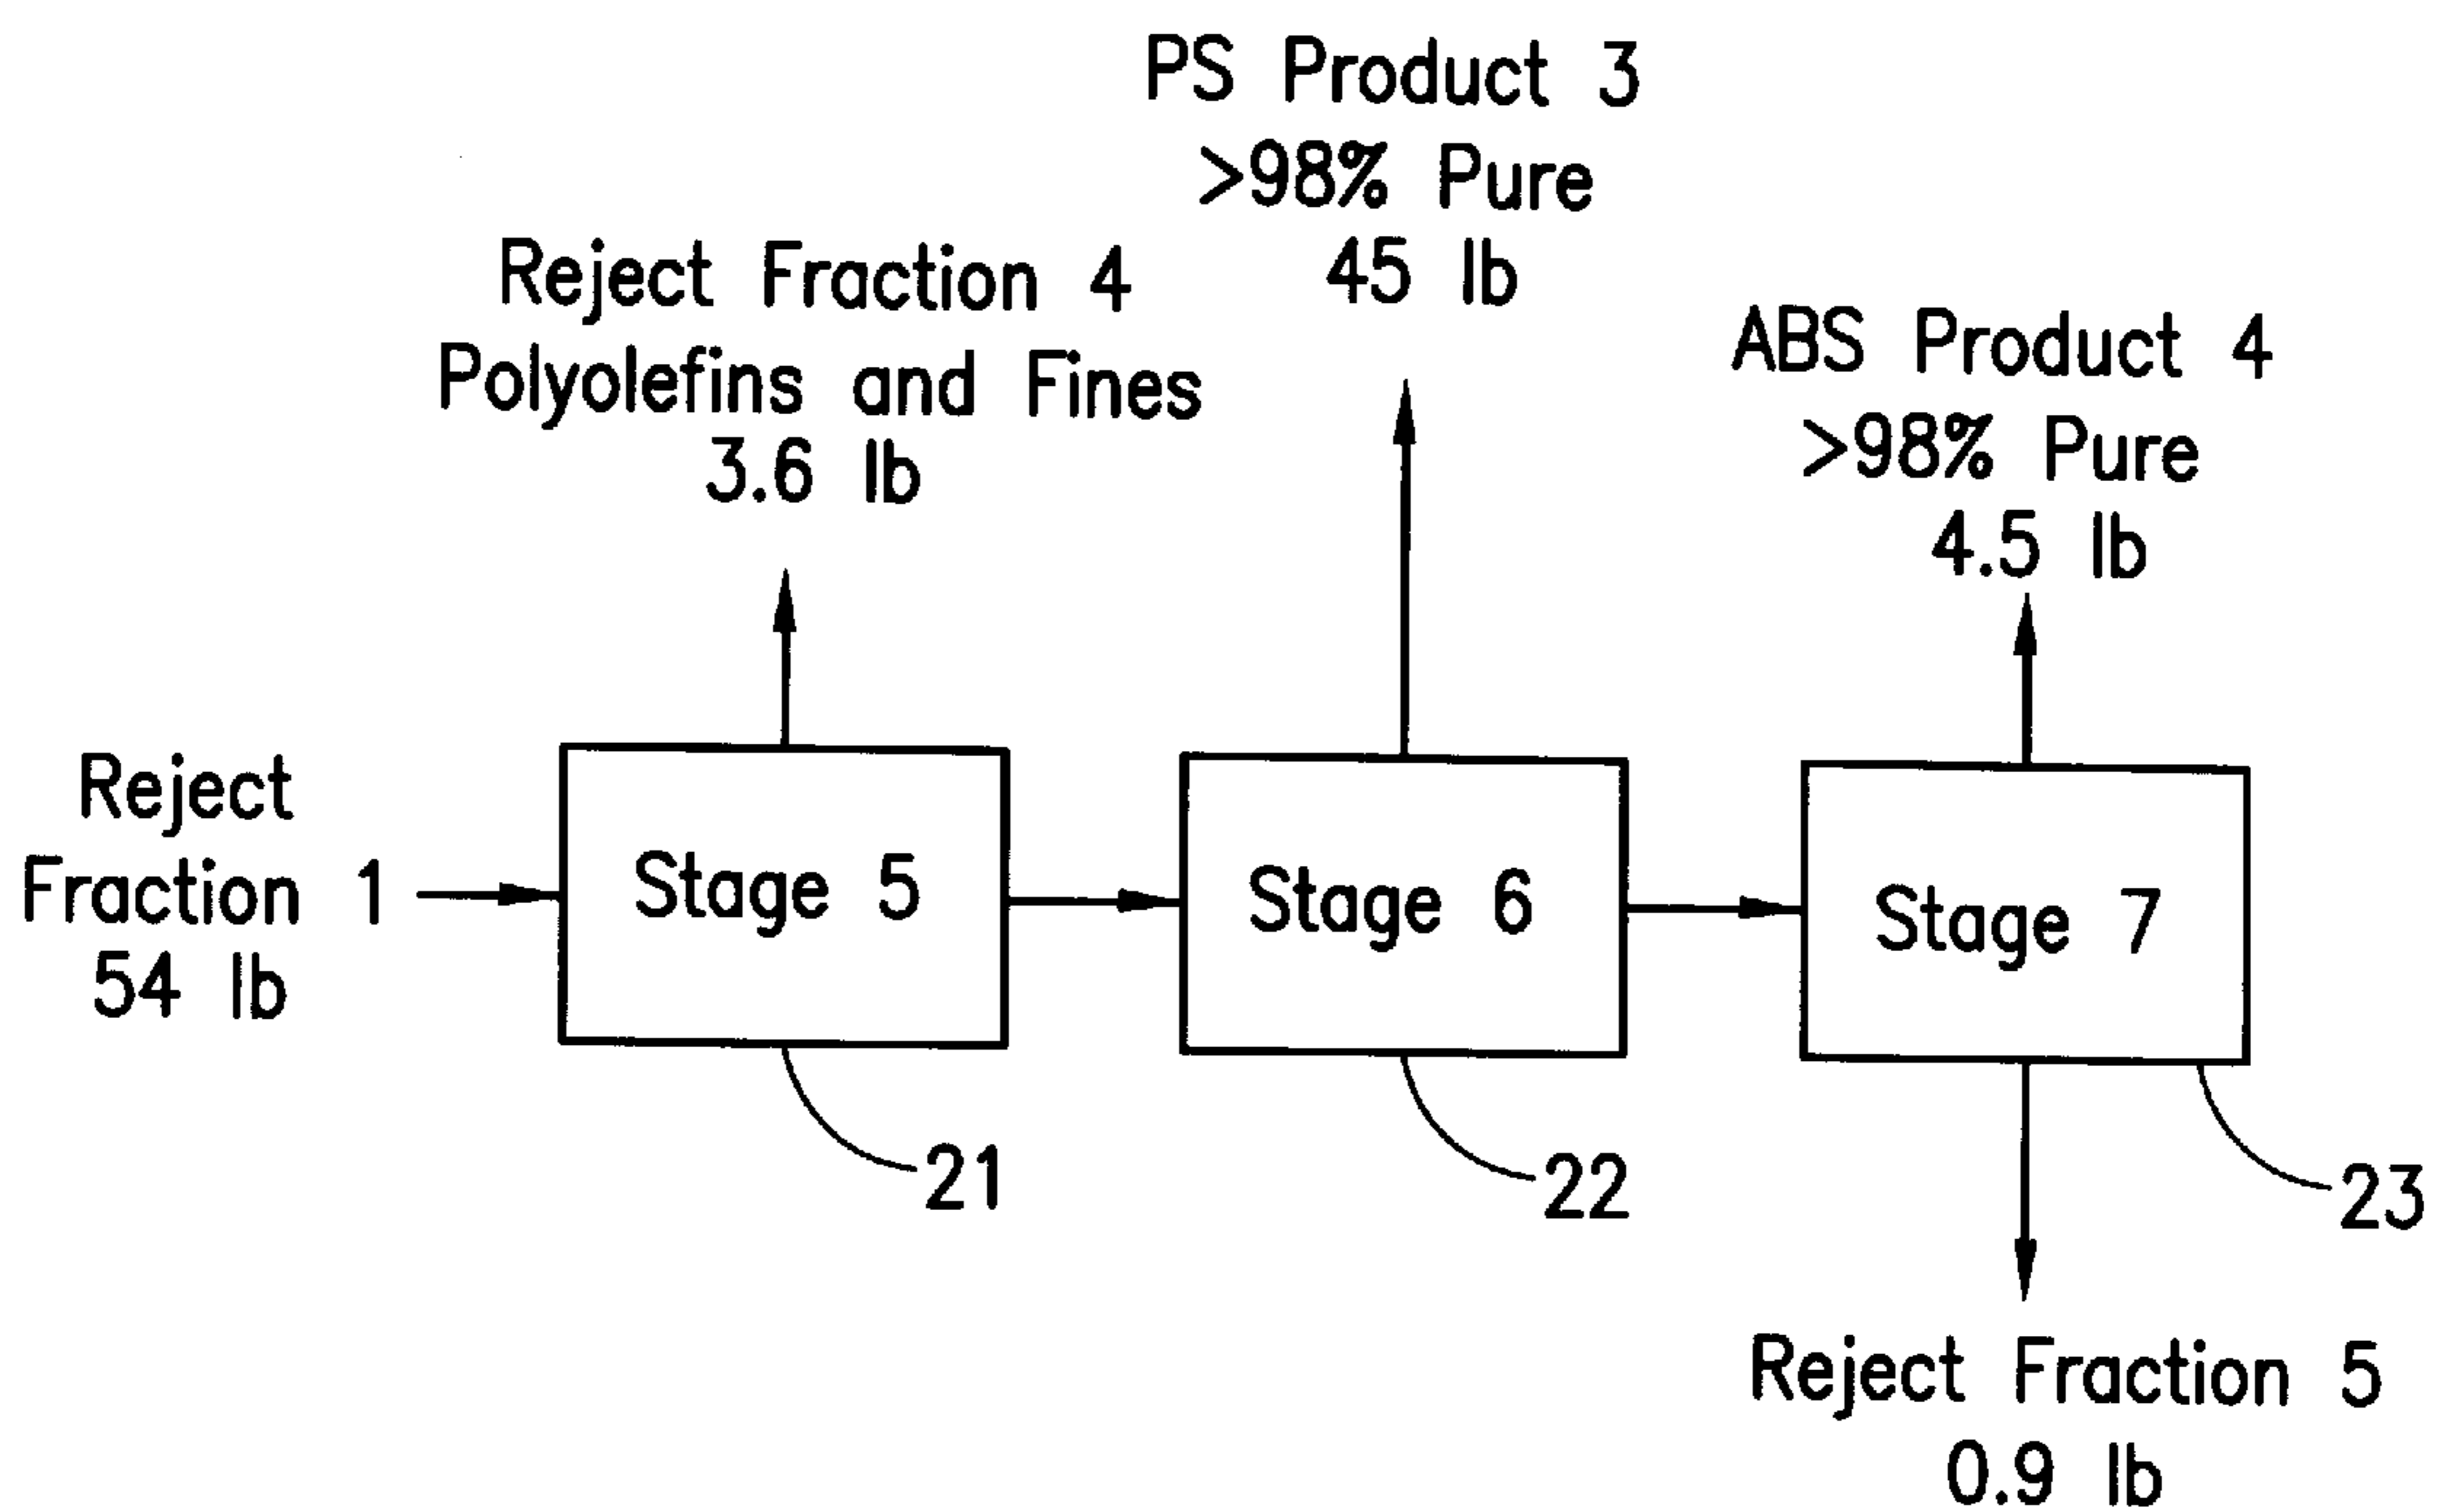 PS Product 3
>98% Pure
45 lb
Reject Fraction 4
Polyolefins and Fines
3.6 lb
ABS Product 4
>98% Pure
4.5 lb
Reject
Fraction 1
54 lb
Stage 5
Stage 6
Stage 7
21
22
23
Reject Fraction 5
0.9 lb